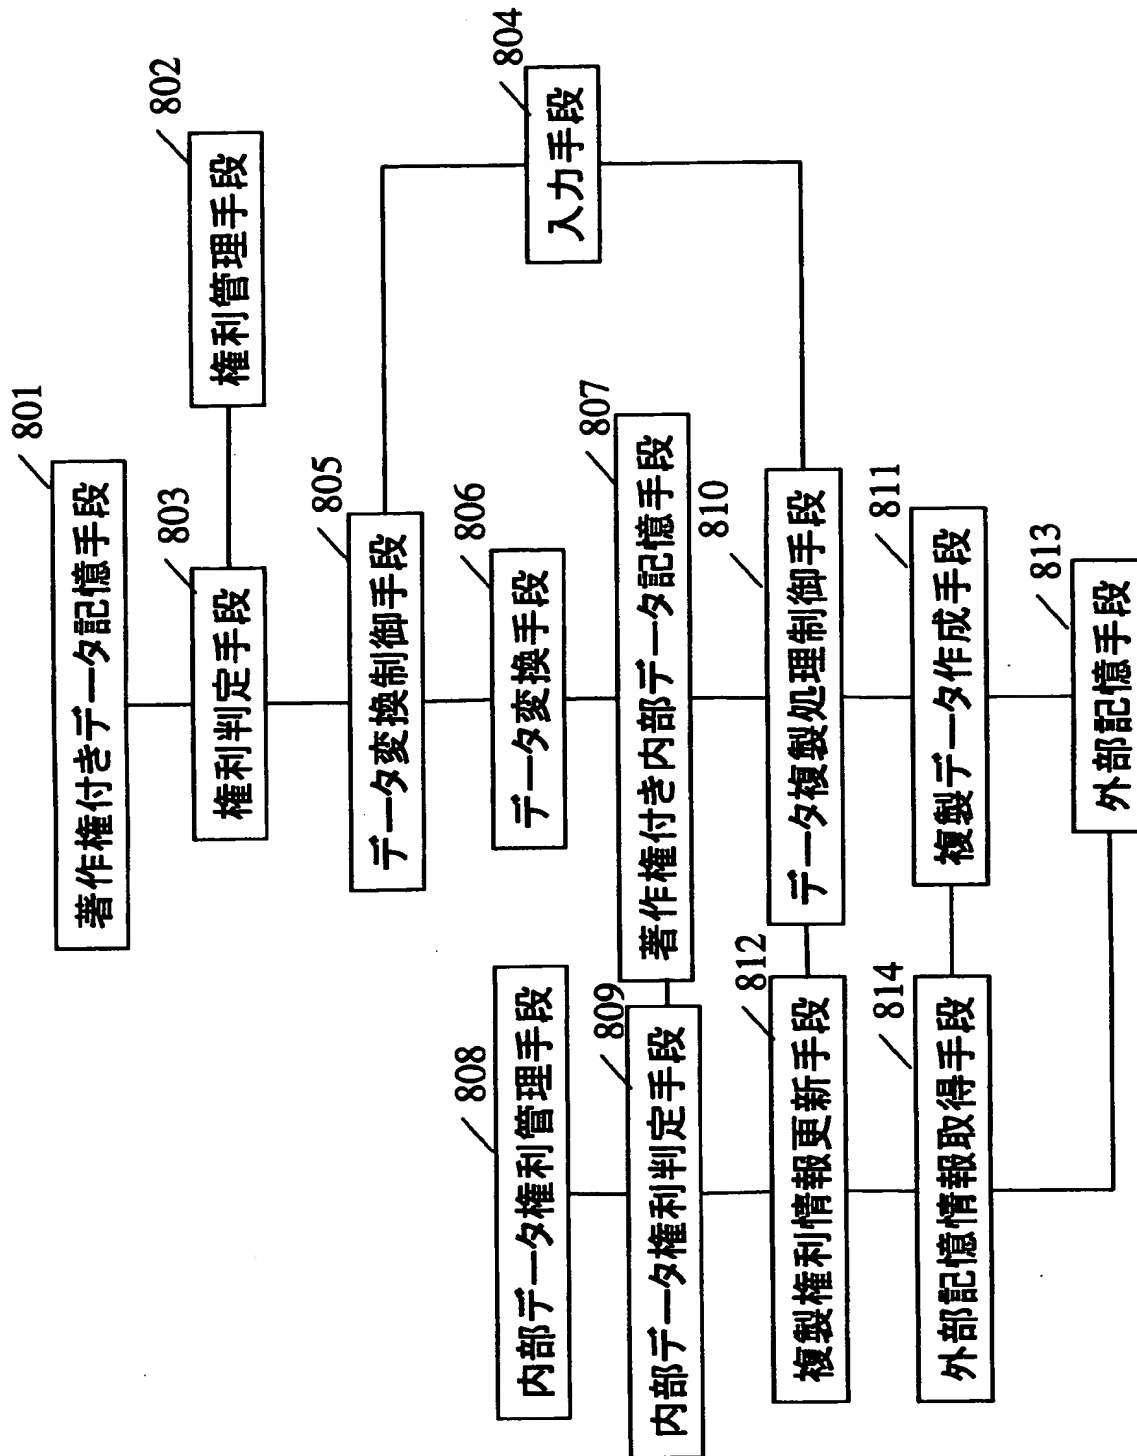 801
著作権付きデータ記憶手段
802
権利管理手段
803
権利判定手段
804
入力手段
805
データ変換制御手段
806
データ変換手段
807
著作権付き内部データ記憶手段
808
内部データ権利管理手段
809
内部データ権利判定手段
810
データ複製処理制御手段
811
複製データ作成手段
812
複製権利情報更新手段
813
外部記憶手段
814
外部記憶情報取得手段